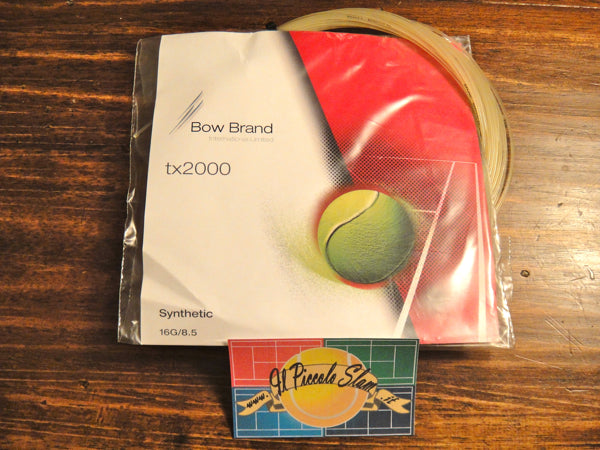 Bow Brand
International Limited
tx2000
Synthetic
16G/8.5
www. Il Piccolo Slam .it